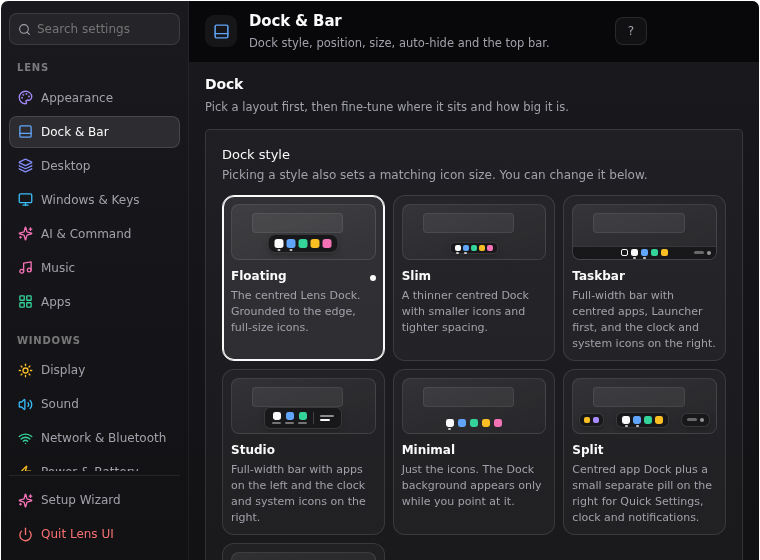 Search settings
LENS
Appearance
Dock & Bar
Desktop
Windows & Keys
AI & Command
Music
Apps
WINDOWS
Display
Sound
Network & Bluetooth
Power & Battery
Setup Wizard
Quit Lens UI
Dock & Bar
Dock style, position, size, auto-hide and the top bar.
?
Dock
Pick a layout first, then fine-tune where it sits and how big it is.
Dock style
Picking a style also sets a matching icon size. You can change it below.
Floating
The centred Lens Dock.
Grounded to the edge,
full-size icons.
Slim
A thinner centred Dock
with smaller icons and
tighter spacing.
Taskbar
Full-width bar with
centred apps, Launcher
first, and the clock and
system icons on the right.
Studio
Full-width bar with apps
on the left and the clock
and system icons on the
right.
Minimal
Just the icons. The Dock
background appears only
while you point at it.
Split
Centred app Dock plus a
small separate pill on the
right for Quick Settings,
clock and notifications.